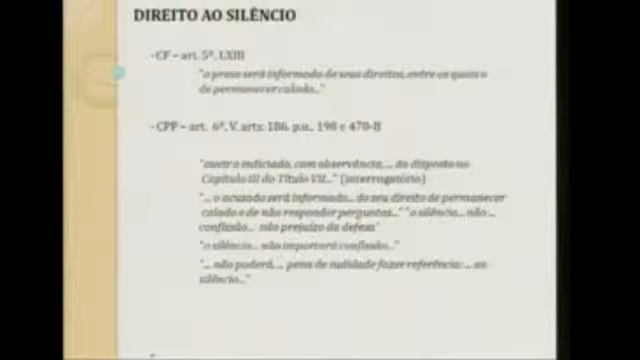 DIREITO AO SILÊNCIO
- CF – art. 5º. LXIII
"o preso será informado de seus direitos, entre os quais o
de permanecer calado..."
- CPP – art. 6º. V. arts. 186. p.u.. 198 e 478-II
"ouvir o indiciado, com observância, ... do disposto no
Capítulo III do Título VII..." (interrogatório)
"... o acusado será informado... do seu direito de permanecer
calado e de não responder perguntas..." "o silêncio... não ...
confissão... não prejuízo da defesa"
"o silêncio... não importará confissão..."
"... não poderá, ... pena de nulidade fazer referência: ... ao
silêncio..."